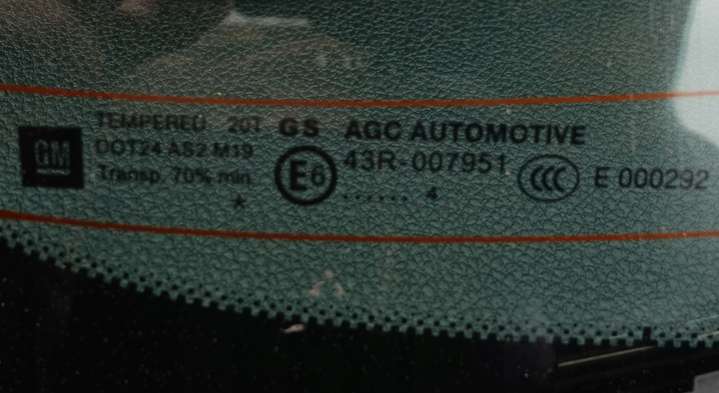 GM
TEMPERED 20T GS AGC AUTOMOTIVE
DOT24 AS2 M19 43R-007951
Transp. 70% min E6 CCC E 000292
* ...... 4